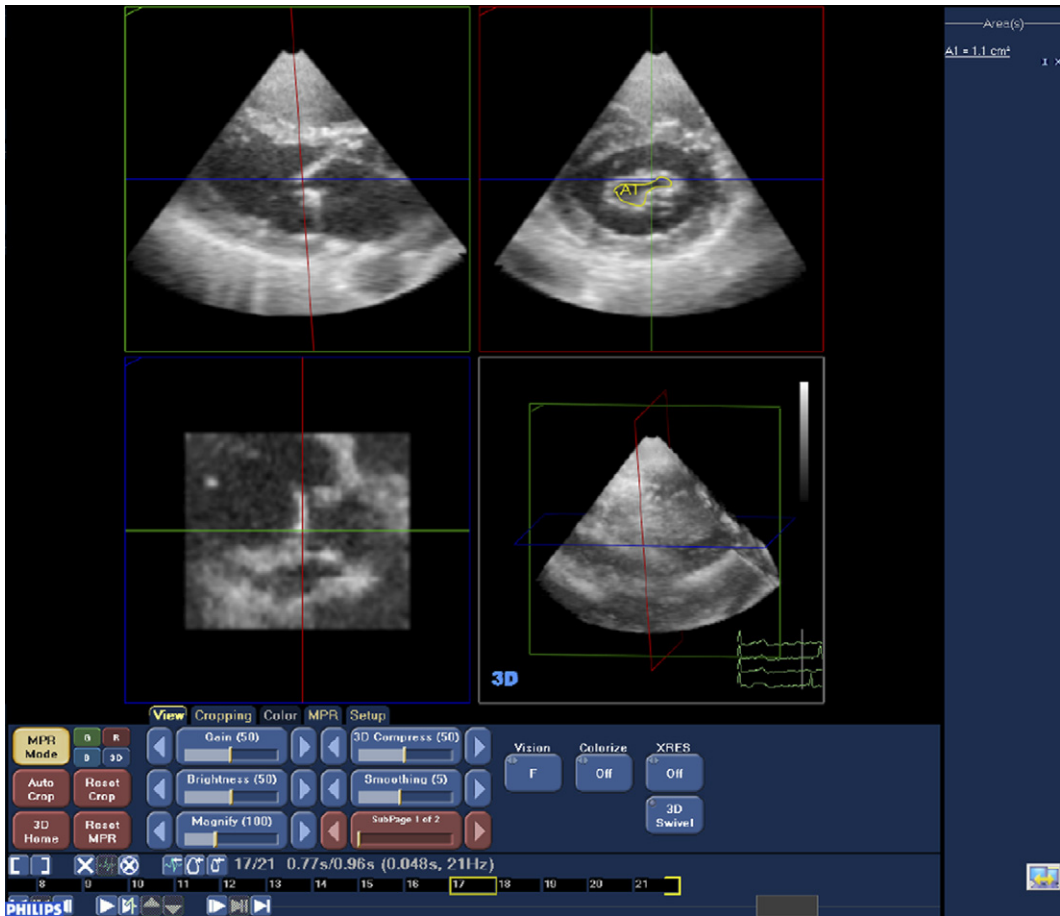 Area(s)
A1 = 1.1 cm²
A1
3D
View Cropping Color MPR Setup
MPR Mode
G R
B 3D
Gain (50)
3D Compress (50)
Vision
F
Colorize
Off
XRES
Off
Auto Crop
Reset Crop
Brightness (50)
Smoothing (5)
3D Swivel
3D Home
Reset MPR
Magnify (100)
SubPage 1 of 2
17/21 0.77s/0.96s (0.048s, 21Hz)
8 9 10 11 12 13 14 15 16 17 18 19 20 21
PHILIPS